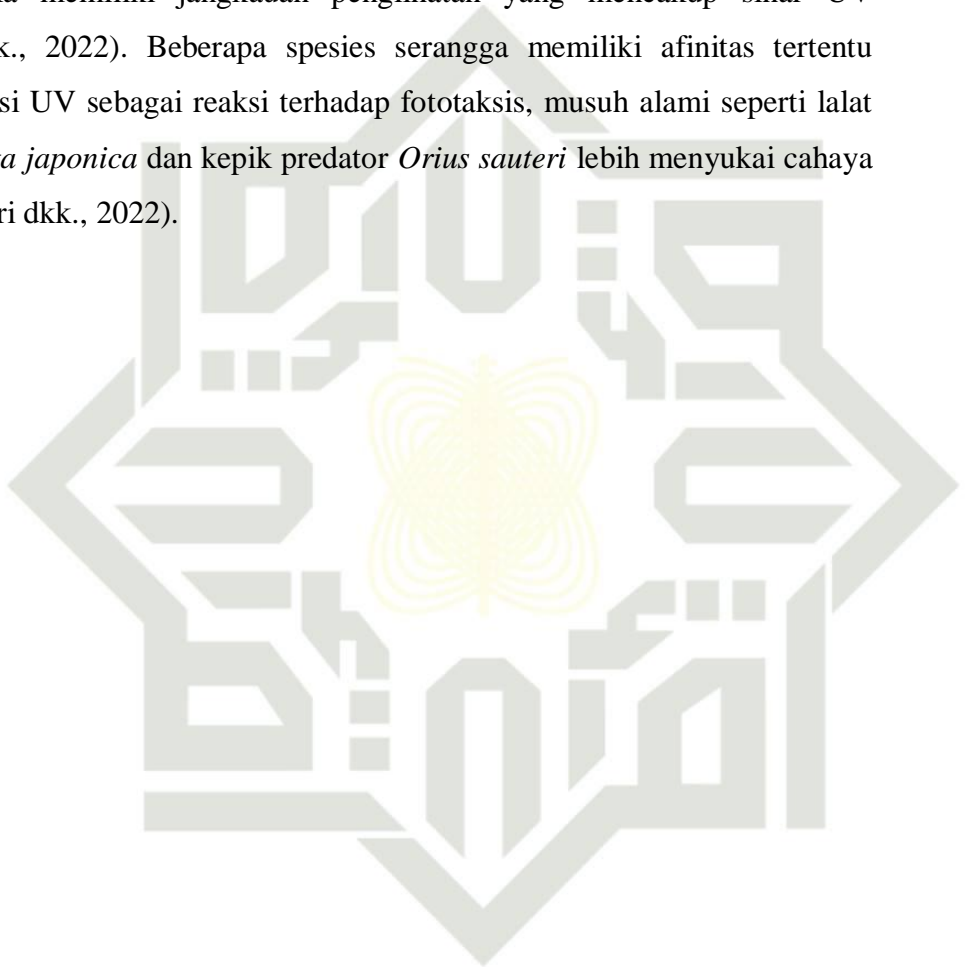 memiliki jangkauan penglihatan yang mencakup sinar UV
k., 2022). Beberapa spesies serangga memiliki afinitas tertentu
si UV sebagai reaksi terhadap fototaksis, musuh alami seperti lalat
a japonica dan kepik predator Orius sauteri lebih menyukai cahaya
ri dkk., 2022).